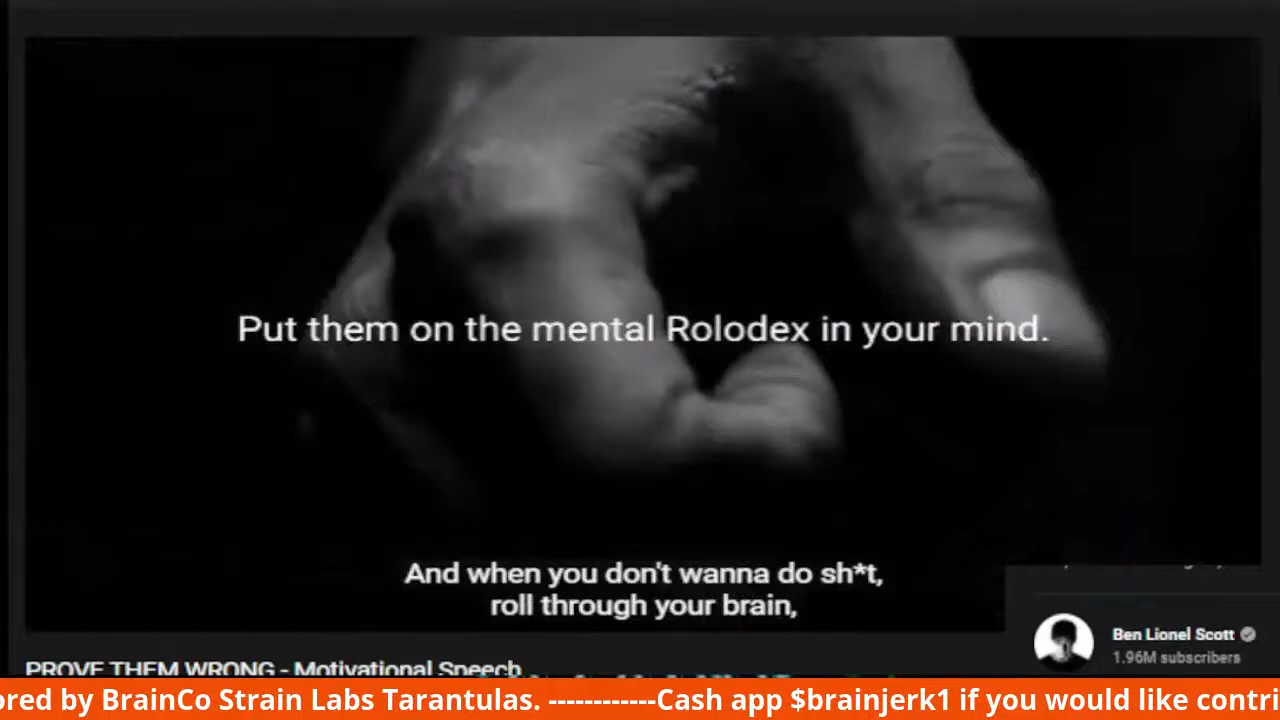 Put them on the mental Rolodex in your mind.
And when you don't wanna do sh*t,
roll through your brain,
Ben Lionel Scott
1.96M subscribers
PROVE THEM WRONG - Motivational Speech
ored by BrainCo Strain Labs Tarantulas. ------------Cash app $brainjerk1 if you would like contri